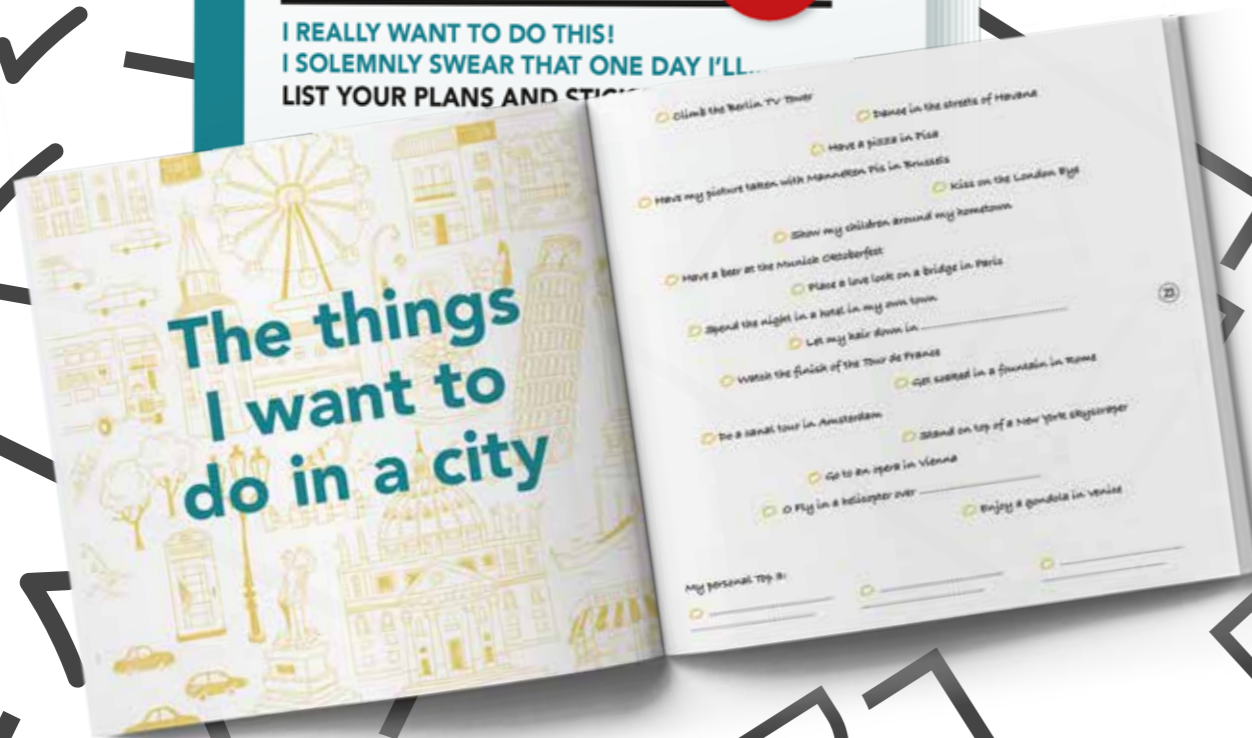 I REALLY WANT TO DO THIS!
I SOLEMNLY SWEAR THAT ONE DAY I'LL...
LIST YOUR PLANS AND
The things
I want to
do in a city
Climb the Berlin TV Tower
Dance in the streets of Havana
Have a pizza in Pisa
Have my picture taken with Manneken Pis in Brussels
Kiss on the London Eye
Show my children around my hometown
Have a beer at the Munich Oktoberfest
Place a love lock on a bridge in Paris
Spend the night in a hotel in my own town
Let my hair down in
Watch the finish of the Tour de France
Get soaked in a fountain in Rome
Do a canal tour in Amsterdam
Stand on top of a New York skyscraper
Go to an opera in Vienna
O Fly in a helicopter over
Enjoy a gondola in Venice
My personal Top 3:
23